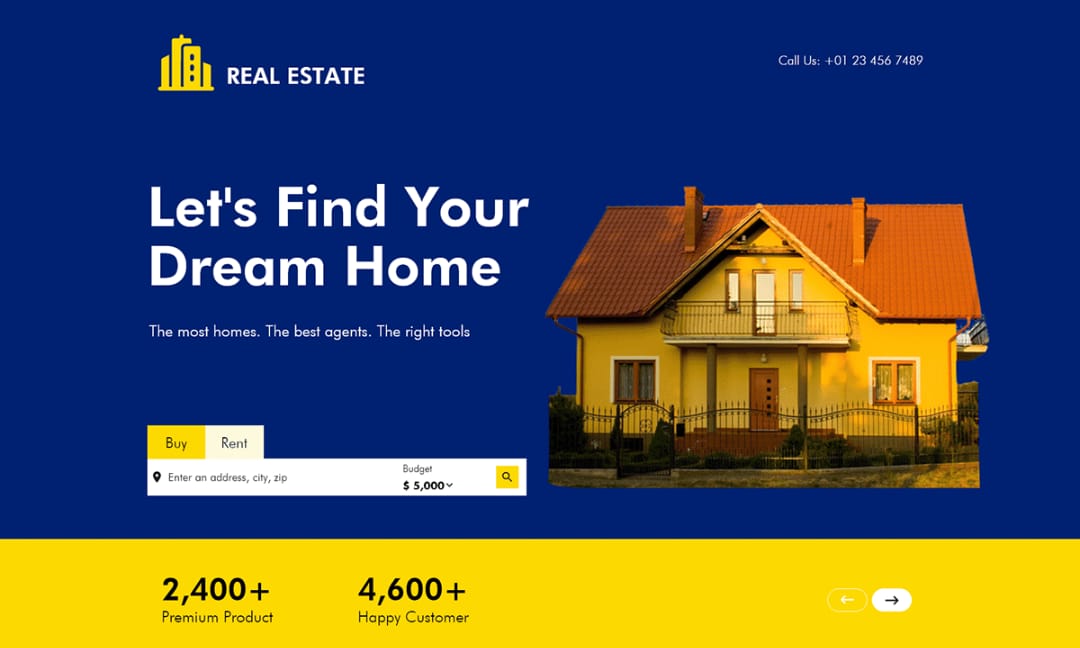 REAL ESTATE
Call Us: +01 23 456 7489
Let's Find Your
Dream Home
The most homes. The best agents. The right tools
Buy
Rent
Enter an address, city, zip
Budget
$ 5,000
2,400+
Premium Product
4,600+
Happy Customer